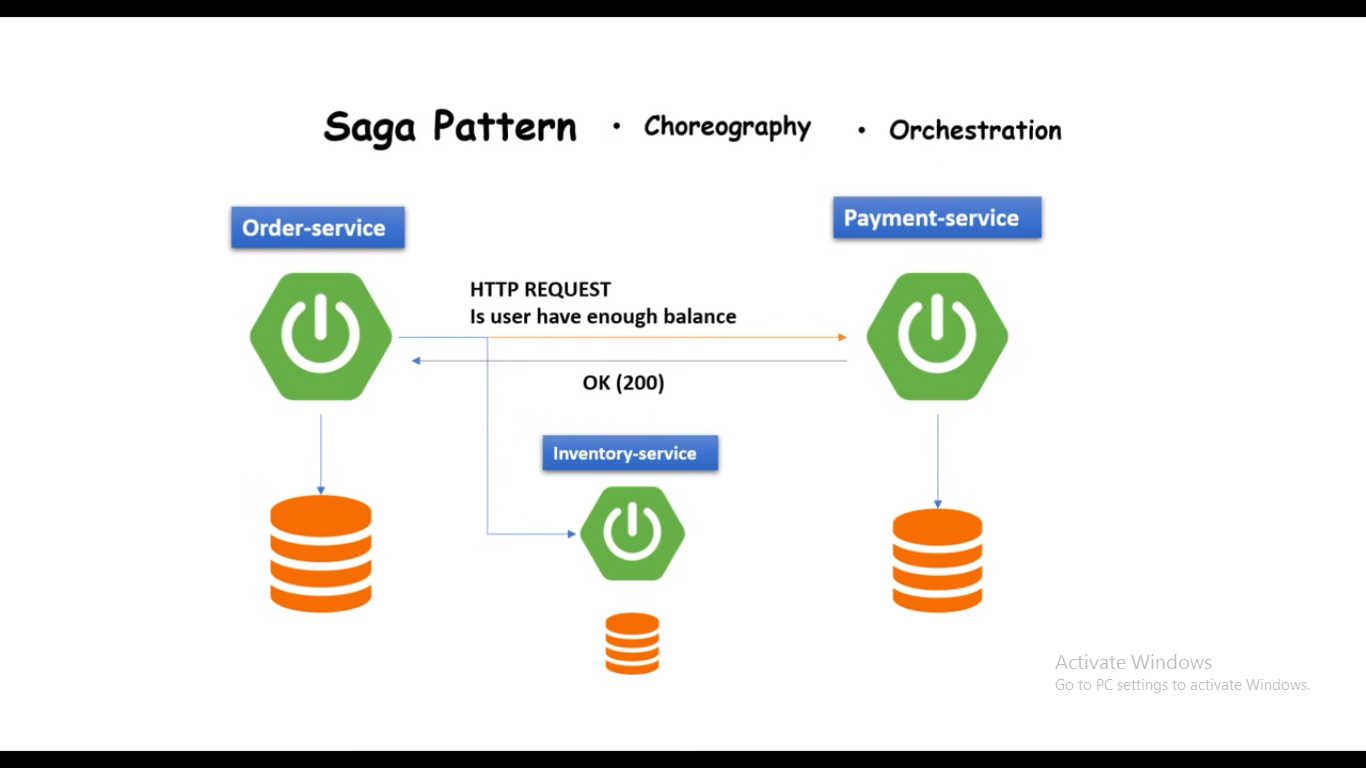 Saga Pattern • Choreography • Orchestration
Order-service
Payment-service
HTTP REQUEST
Is user have enough balance
OK (200)
Inventory-service
Activate Windows
Go to PC settings to activate Windows.